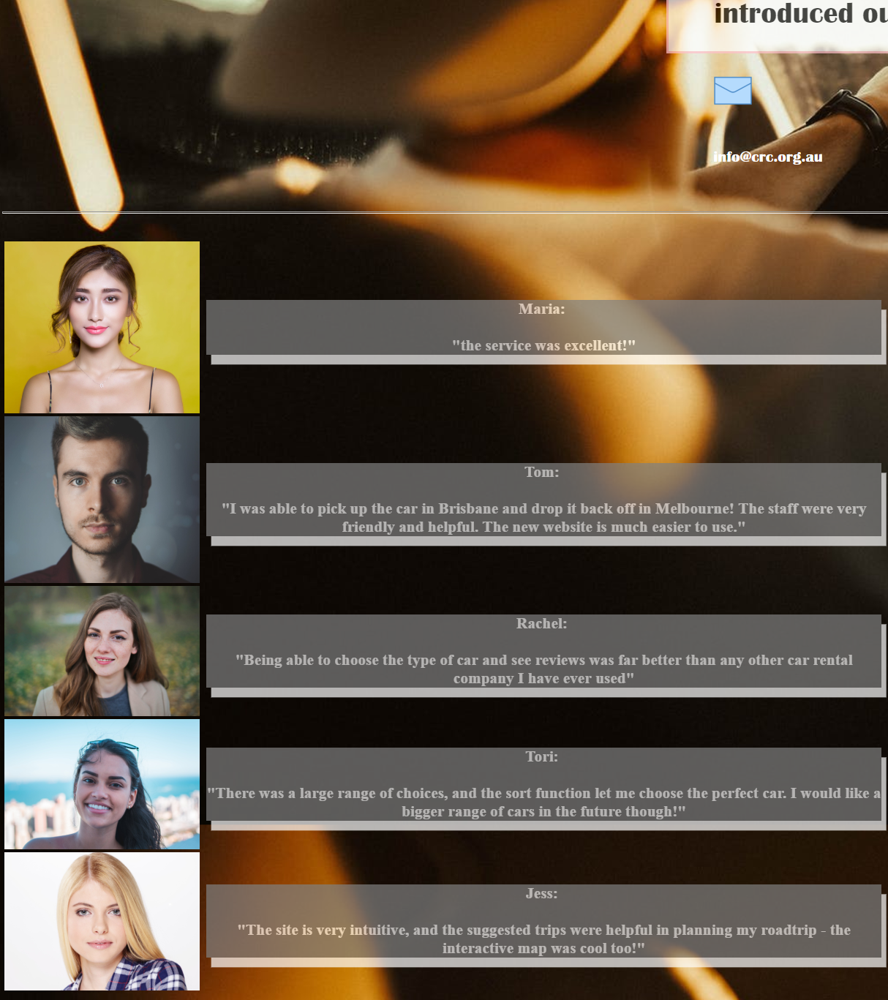 introduced ou
info@crc.org.au
Maria:
"the service was excellent!"
Tom:
"I was able to pick up the car in Brisbane and drop it back off in Melbourne! The staff were very
friendly and helpful. The new website is much easier to use."
Rachel:
"Being able to choose the type of car and see reviews was far better than any other car rental
company I have ever used"
Tori:
"There was a large range of choices, and the sort function let me choose the perfect car. I would like a
bigger range of cars in the future though!"
Jess:
"The site is very intuitive, and the suggested trips were helpful in planning my roadtrip - the
interactive map was cool too!"